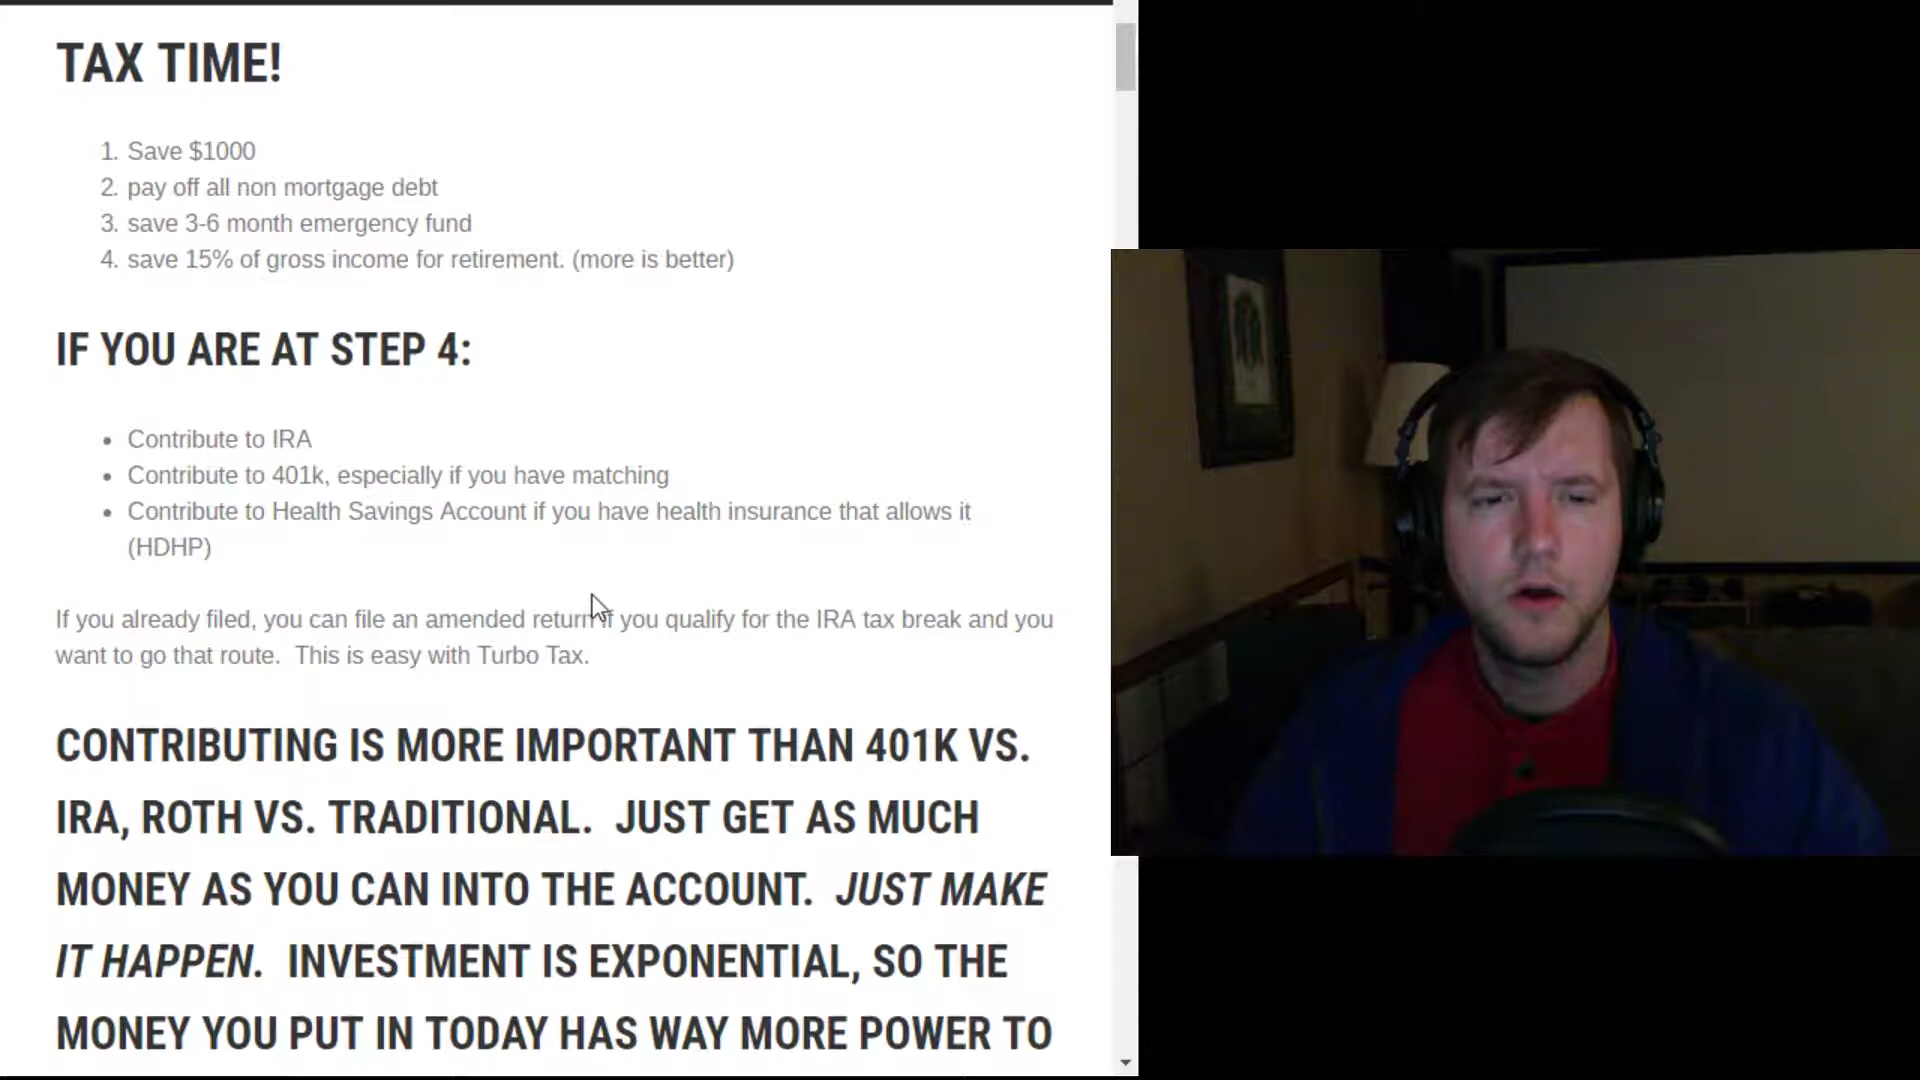 TAX TIME!
1. Save $1000
2. pay off all non mortgage debt
3. save 3-6 month emergency fund
4. save 15% of gross income for retirement. (more is better)
IF YOU ARE AT STEP 4:
• Contribute to IRA
• Contribute to 401k, especially if you have matching
• Contribute to Health Savings Account if you have health insurance that allows it
(HDHP)
If you already filed, you can file an amended return if you qualify for the IRA tax break and you
want to go that route.  This is easy with Turbo Tax.
CONTRIBUTING IS MORE IMPORTANT THAN 401K VS.
IRA, ROTH VS. TRADITIONAL.  JUST GET AS MUCH
MONEY AS YOU CAN INTO THE ACCOUNT.  JUST MAKE
IT HAPPEN.  INVESTMENT IS EXPONENTIAL, SO THE
MONEY YOU PUT IN TODAY HAS WAY MORE POWER TO